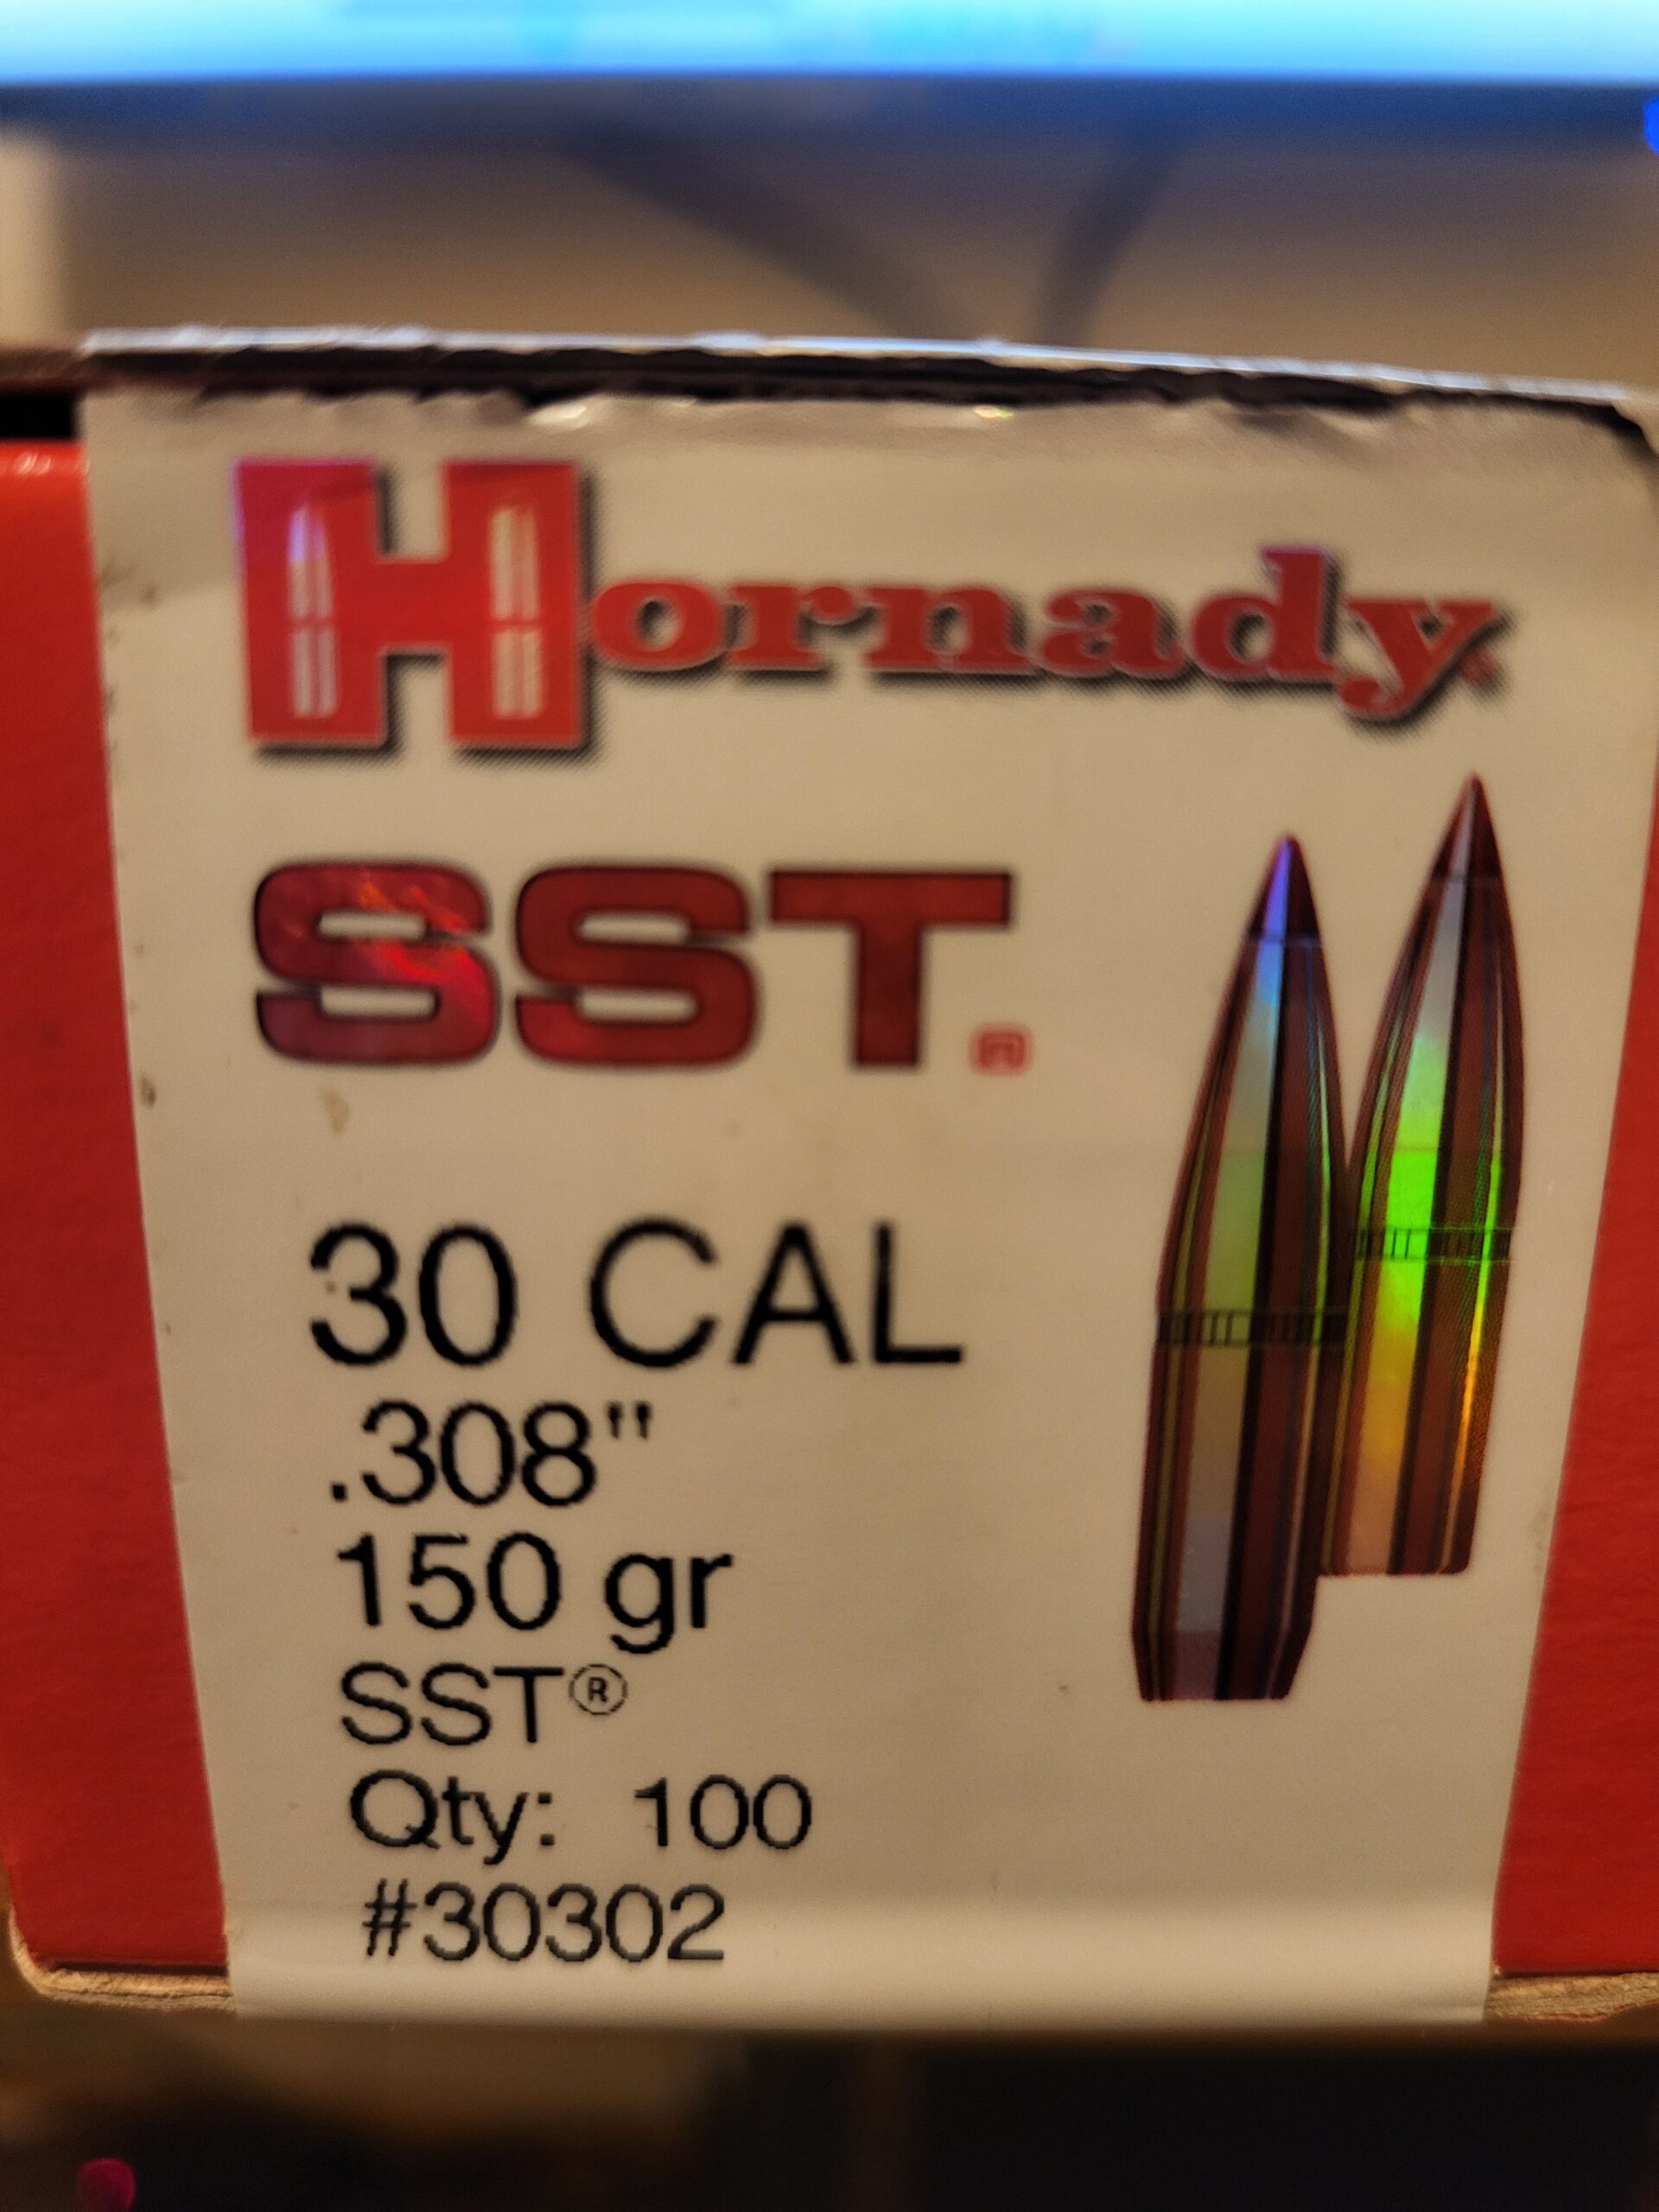 Hornady
SST®
30 CAL
.308"
150 gr
SST®
Qty: 100
#30302